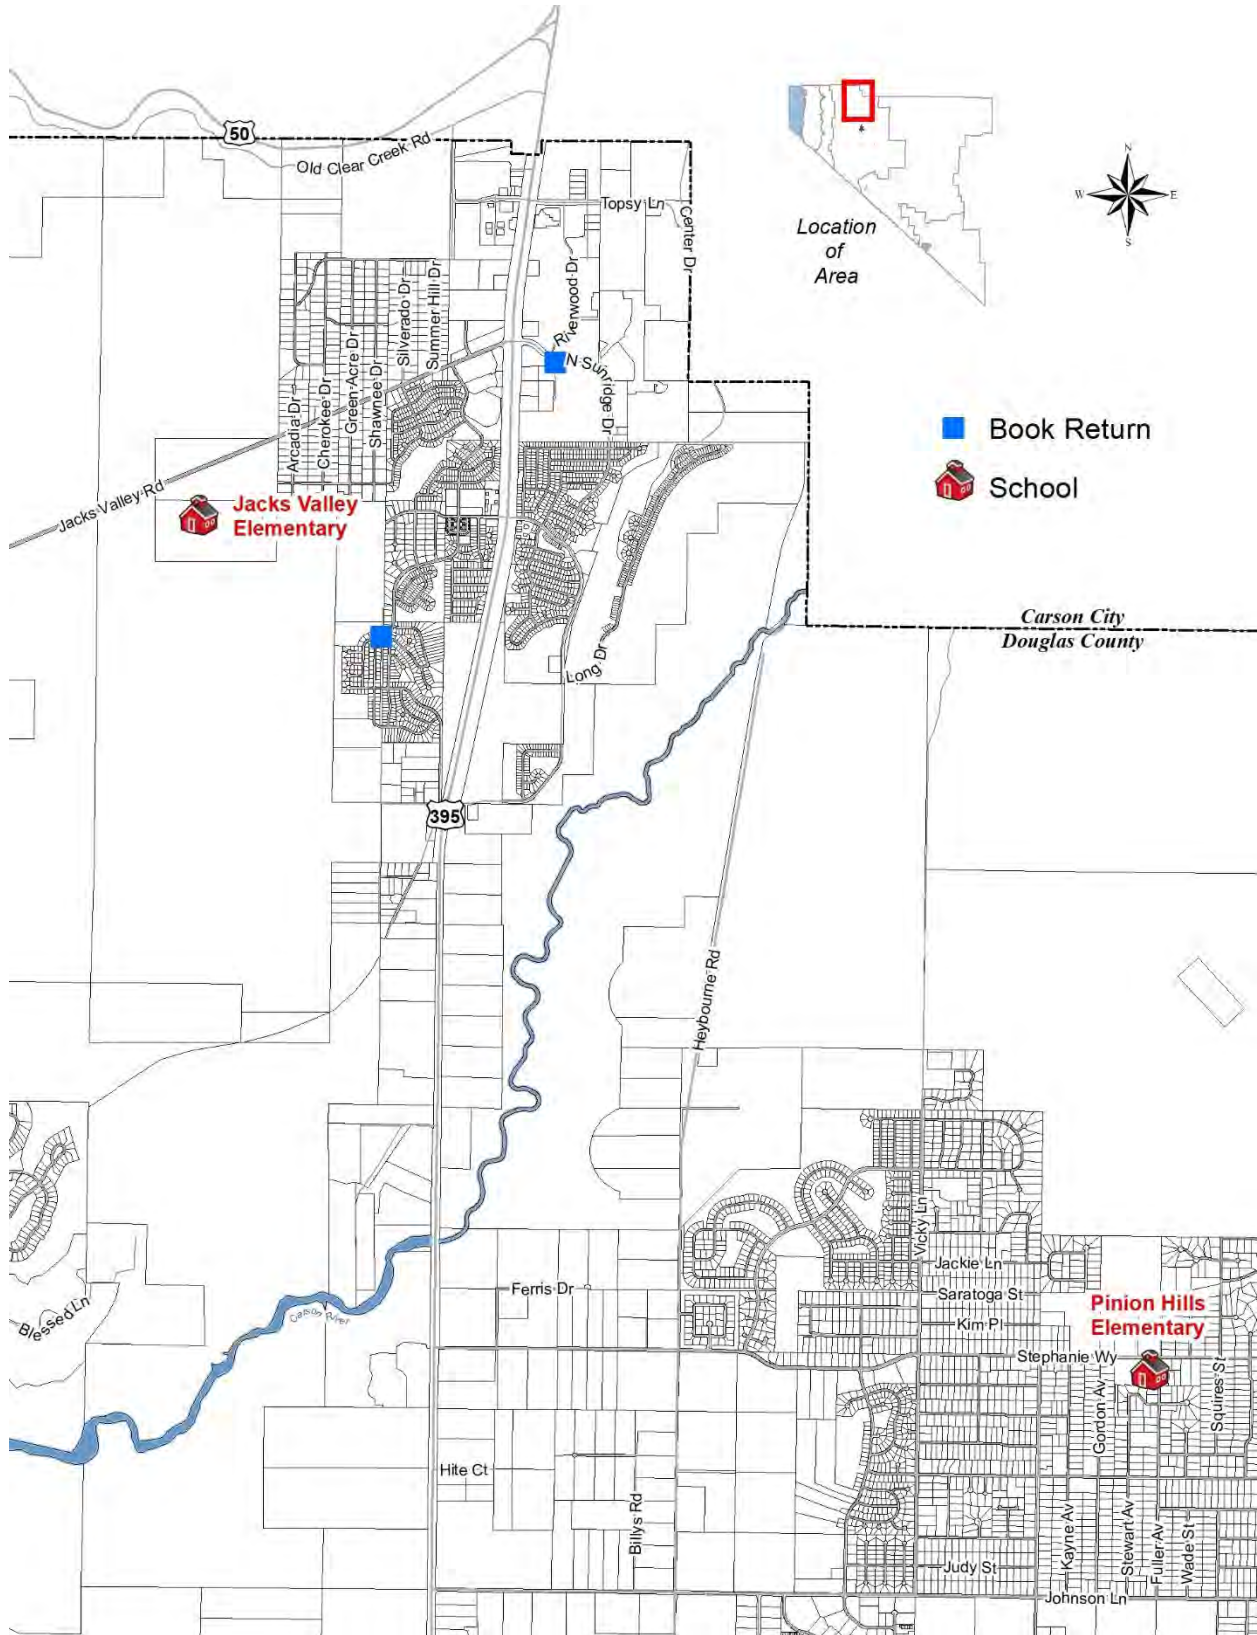 50
Old Clear Creek Rd
Topsy Ln
Center Dr
Location
of
Area
N
W
E
S
Riverwood Dr
N Sunridge Dr
Silverado Dr
Summer Hill Dr
Arcadia Dr
Cherokee Dr
Green Acre Dr
Shawnee Dr
Book Return
School
Jacks Valley Rd
Jacks Valley
Elementary
Carson City
Douglas County
Long Dr
395
Heybourne Rd
Vicky Ln
Jackie Ln
Ferris Dr
Saratoga St
Kim Pl
Pinion Hills
Elementary
Blessed Ln
Carson River
Stephanie Wy
Gordon Av
Squires St
Hite Ct
Billys Rd
Kayne Av
Stewart Av
Fuller Av
Wade St
Judy St
Johnson Ln